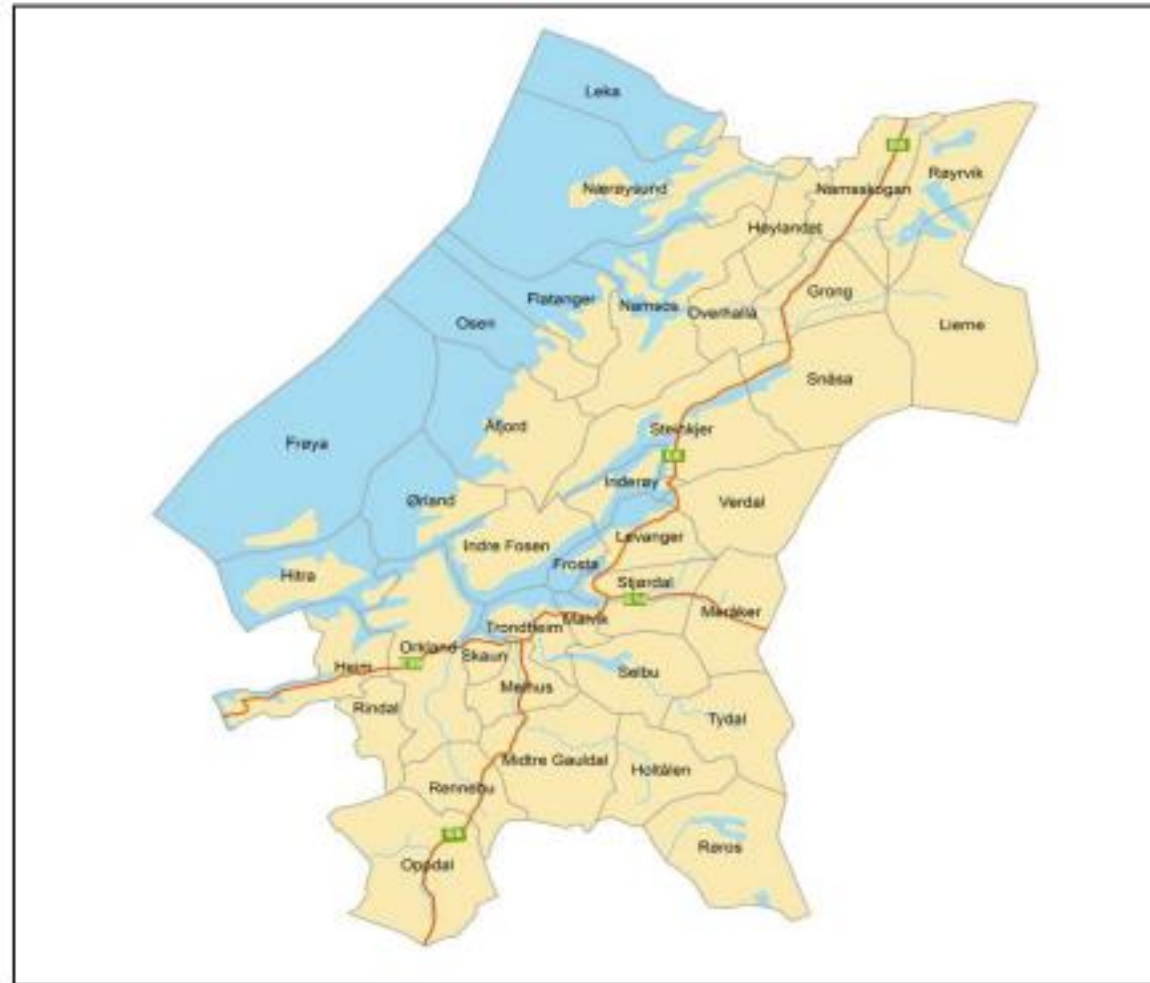 Leka
Nærøysund
Namsskogan
Røyrvik
Høylandet
Flatanger
Namsos
Overhalla
Grong
Osen
Lierne
Snåsa
Åfjord
Steinkjer
Frøya
Inderøy
Ørland
Verdal
Indre Fosen
Levanger
Frosta
Hitra
Stjørdal
Meråker
Trondheim
Malvik
Orkland
Skaun
Heim
Selbu
Melhus
Rindal
Tydal
Midtre Gauldal
Holtålen
Rennebu
Røros
Oppdal